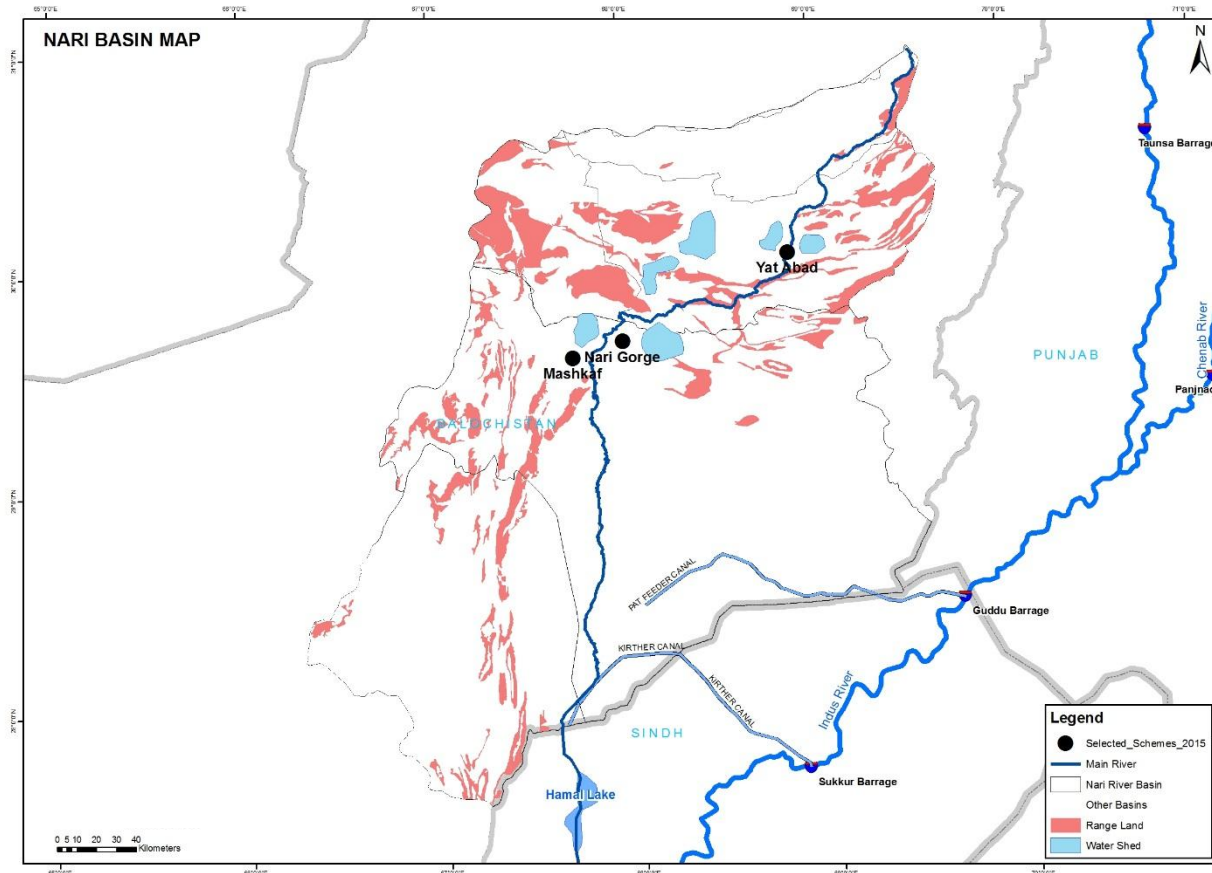 NARI BASIN MAP
N
Taunsa Barrage
Yat Abad
Nari Gorge
Mashkaf
PUNJAB
Chenab River
Panjnad
BALOCHISTAN
PAT FEEDER CANAL
Guddu Barrage
KIRTHER CANAL
KIRTHER CANAL
Indus River
SINDH
Sukkur Barrage
Hamal Lake
0 5 10 20 30 40
Kilometers
Legend
Selected_Schemes_2015
Main River
Nari River Basin
Other Basins
Range Land
Water Shed